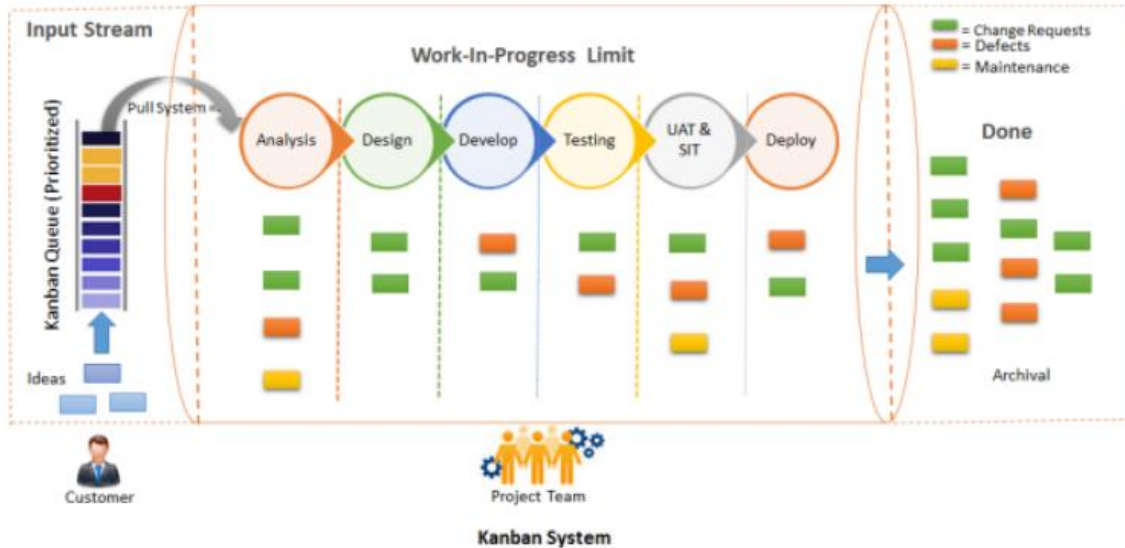 Input Stream
Work-In-Progress Limit
= Change Requests
= Defects
= Maintenance
Pull System
Kanban Queue (Prioritized)
Analysis
Design
Develop
Testing
UAT &
SIT
Deploy
Done
Ideas
Archival
Customer
Project Team
Kanban System